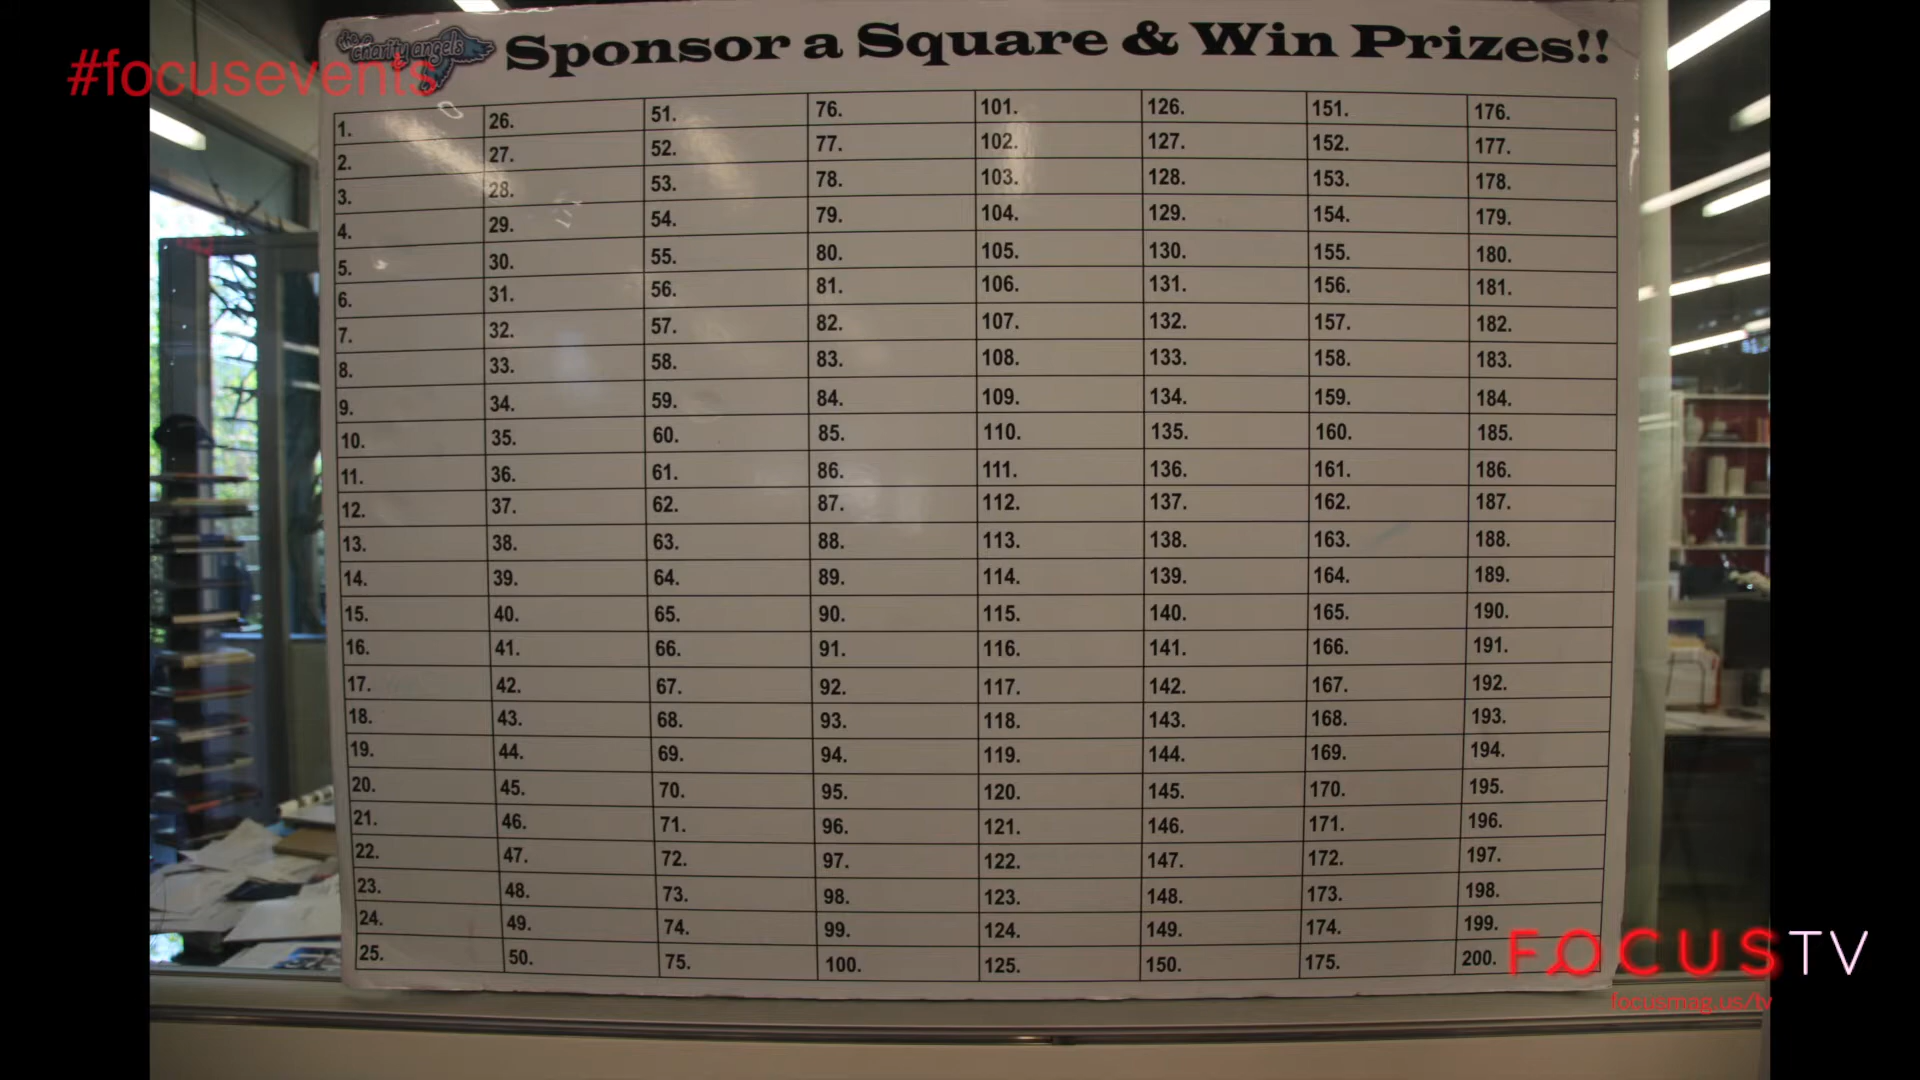 #focusevents
the charity angels
Sponsor a Square & Win Prizes!!
1. 26. 51. 76. 101. 126. 151. 176.
2. 27. 52. 77. 102. 127. 152. 177.
3. 28. 53. 78. 103. 128. 153. 178.
4. 29. 54. 79. 104. 129. 154. 179.
5. 30. 55. 80. 105. 130. 155. 180.
6. 31. 56. 81. 106. 131. 156. 181.
7. 32. 57. 82. 107. 132. 157. 182.
8. 33. 58. 83. 108. 133. 158. 183.
9. 34. 59. 84. 109. 134. 159. 184.
10. 35. 60. 85. 110. 135. 160. 185.
11. 36. 61. 86. 111. 136. 161. 186.
12. 37. 62. 87. 112. 137. 162. 187.
13. 38. 63. 88. 113. 138. 163. 188.
14. 39. 64. 89. 114. 139. 164. 189.
15. 40. 65. 90. 115. 140. 165. 190.
16. 41. 66. 91. 116. 141. 166. 191.
17. 42. 67. 92. 117. 142. 167. 192.
18. 43. 68. 93. 118. 143. 168. 193.
19. 44. 69. 94. 119. 144. 169. 194.
20. 45. 70. 95. 120. 145. 170. 195.
21. 46. 71. 96. 121. 146. 171. 196.
22. 47. 72. 97. 122. 147. 172. 197.
23. 48. 73. 98. 123. 148. 173. 198.
24. 49. 74. 99. 124. 149. 174. 199.
25. 50. 75. 100. 125. 150. 175. 200.
FOCUSTV
focusmag.us/tv